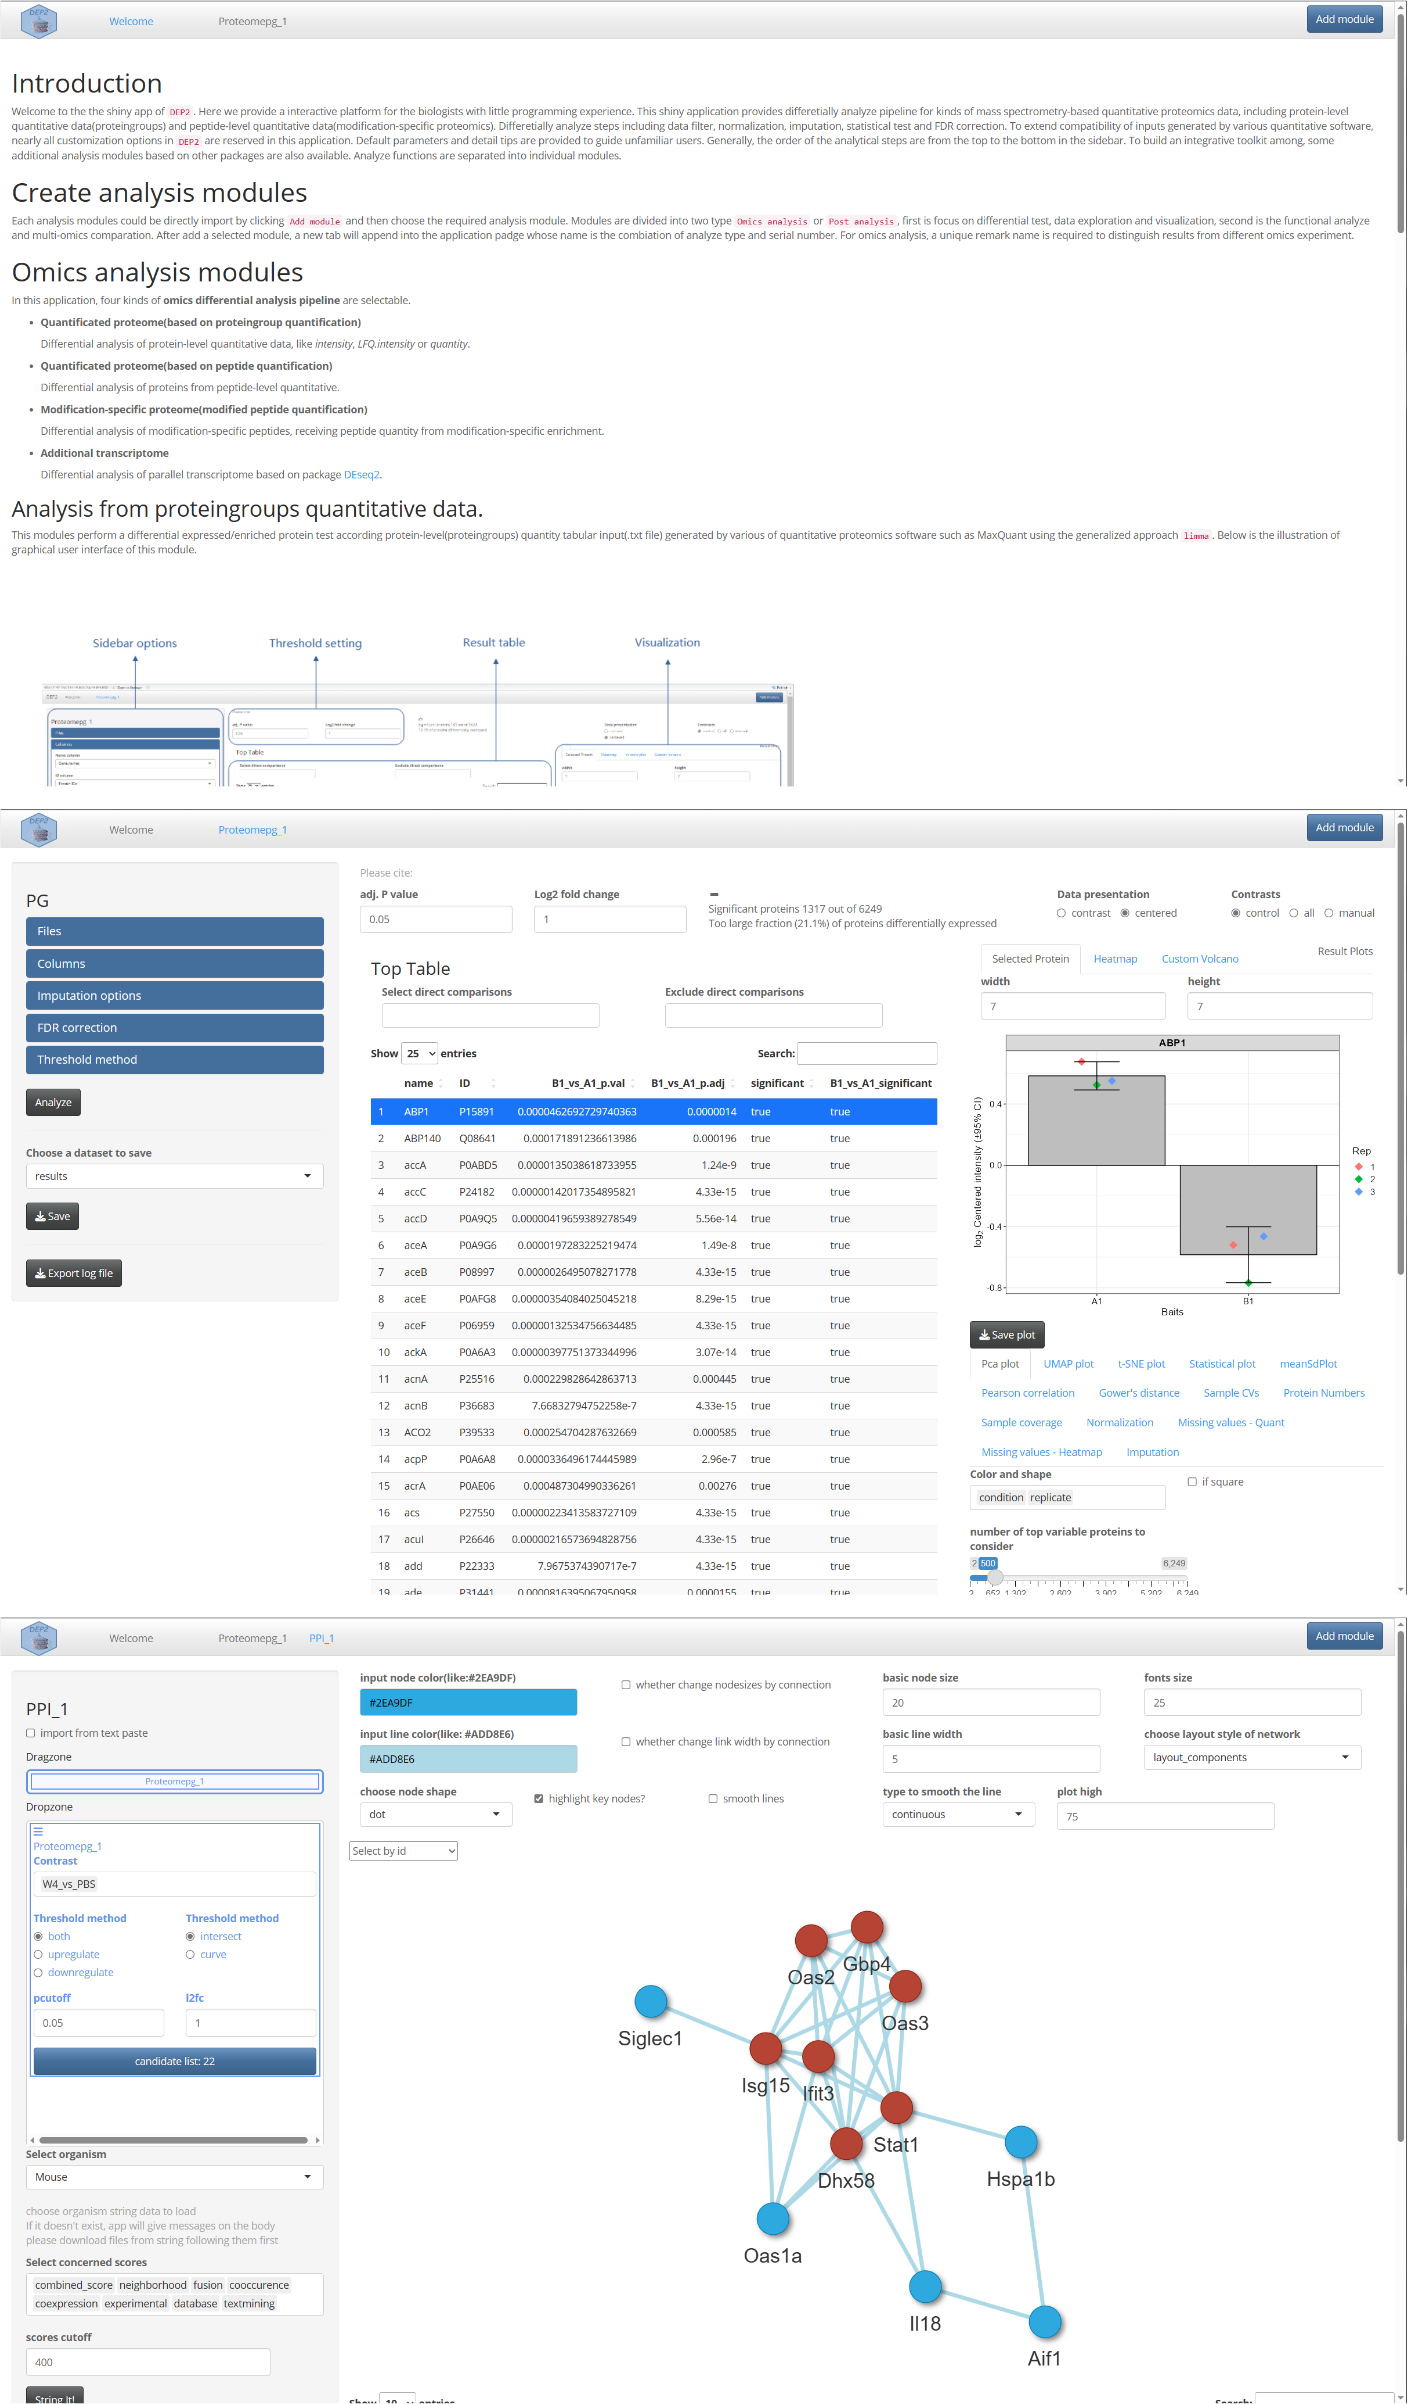 DEP2 Welcome Proteomepg_1 Add module
Introduction
Welcome to the the shiny app of DEP2 . Here we provide a interactive platform for the biologists with little programming experience. This shiny application provides differetially analyze pipeline for kinds of mass spectrometry-based quantitative proteomics data, including protein-level
quantitative data(proteingroups) and peptide-level quantitative data(modification-specific proteomics). Differetially analyze steps including data filter, normalization, imputation, statistical test and FDR correction. To extend compatibility of inputs generated by various quantitative software,
nearly all customization options in DEP2 are reserved in this application. Default parameters and detail tips are provided to guide unfamiliar users. Generally, the order of the analytical steps are from the top to the bottom in the sidebar. To build an integrative toolkit among, some
additional analysis modules based on other packages are also available. Analyze functions are separated into individual modules.
Create analysis modules
Each analysis modules could be directly import by clicking Add module and then choose the required analysis module. Modules are divided into two type Omics analysis or Post analysis , first is focus on differential test, data exploration and visualization, second is the functional analyze
and multi-omics comparation. After add a selected module, a new tab will append into the application padge whose name is the combiation of analyze type and serial number. For omics analysis, a unique remark name is required to distinguish results from different omics experiment.
Omics analysis modules
In this application, four kinds of omics differential analysis pipeline are selectable.
• Quantificated proteome(based on proteingroup quantification)
Differential analysis of protein-level quantitative data, like intensity, LFQ.intensity or quantity.
• Quantificated proteome(based on peptide quantification)
Differential analysis of proteins from peptide-level quantitative.
• Modification-specific proteome(modified peptide quantification)
Differential analysis of modification-specific peptides, receiving peptide quantity from modification-specific enrichment.
• Additional transcriptome
Differential analysis of parallel transcriptome based on package DEseq2.
Analysis from proteingroups quantitative data.
This modules perform a differential expressed/enriched protein test according protein-level(proteingroups) quantity tabular input(.txt file) generated by various of quantitative proteomics software such as MaxQuant using the generalized approach limma . Below is the illustration of
graphical user interface of this module.
Sidebar options Threshold setting Result table Visualization
Proteomepg_1
adj. P value Log2 fold change
Top Table
DEP2 Welcome Proteomepg_1 Add module
PG
Files
Columns
Imputation options
FDR correction
Threshold method
Analyze
Choose a dataset to save
results
Save
Export log file
Please cite:
adj. P value Log2 fold change
0.05 1
Significant proteins 1317 out of 6249
Too large fraction (21.1%) of proteins differentially expressed
Data presentation Contrasts
contrast centered control all manual
Top Table
Select direct comparisons Exclude direct comparisons
Show 25 entries Search:
name ID B1_vs_A1_p.val B1_vs_A1_p.adj significant B1_vs_A1_significant
1 ABP1 P15891 0.0000462692729740363 0.0000014 true true
2 ABP140 Q08641 0.000171891236613986 0.000196 true true
3 accA P0ABD5 0.0000135038618733955 1.24e-9 true true
4 accC P24182 0.00000142017354895821 4.33e-15 true true
5 accD P0A9Q5 0.00000419659389278549 5.56e-14 true true
6 aceA P0A9G6 0.0000197283225219474 1.49e-8 true true
7 aceB P08997 0.0000026495078271778 4.33e-15 true true
8 aceE P0AFG8 0.00000354084025045218 8.29e-15 true true
9 aceF P06959 0.00000132534756634485 4.33e-15 true true
10 ackA P0A6A3 0.00000397751373344996 3.07e-14 true true
11 acnA P25516 0.000229828642863713 0.000445 true true
12 acnB P36683 7.66832794752258e-7 4.33e-15 true true
13 ACO2 P39533 0.000254704287632669 0.000585 true true
14 acpP P0A6A8 0.0000336496174445989 2.96e-7 true true
15 acrA P0AE06 0.000487304990336261 0.00276 true true
16 acs P27550 0.00000223413583727109 4.33e-15 true true
17 acuI P26646 0.00000216573694828756 4.33e-15 true true
18 add P22333 7.9675374390717e-7 4.33e-15 true true
19 ade P31441 0.0000816395067950958 0.0000155 true true
Selected Protein Heatmap Custom Volcano Result Plots
width height
7 7
ABP1
log2 Centered intensity (±95% CI)
0.4
0.0
-0.4
-0.8
A1 B1
Baits
Rep
1
2
3
Save plot
Pca plot UMAP plot t-SNE plot Statistical plot meanSdPlot
Pearson correlation Gower's distance Sample CVs Protein Numbers
Sample coverage Normalization Missing values - Quant
Missing values - Heatmap Imputation
Color and shape
condition replicate
if square
number of top variable proteins to
consider
2 500 6,249
2 652 1,302 2,602 3,902 5,202 6,249
DEP2 Welcome Proteomepg_1 PPI_1 Add module
PPI_1
import from text paste
Dragzone
Proteomepg_1
Dropzone
Proteomepg_1
Contrast
W4_vs_PBS
Threshold method Threshold method
both intersect
upregulate curve
downregulate
pcutoff l2fc
0.05 1
candidate list: 22
Select organism
Mouse
choose organism string data to load
If it doesn't exist, app will give messages on the body
please download files from string following them first
Select concerned scores
combined_score neighborhood fusion cooccurence
coexpression experimental database textmining
scores cutoff
400
String It!
input node color(like:#2EA9DF)
#2EA9DF
whether change nodesizes by connection
basic node size
20
fonts size
25
input line color(like: #ADD8E6)
#ADD8E6
whether change link width by connection
basic line width
5
choose layout style of network
layout_components
choose node shape
dot
highlight key nodes?
smooth lines
type to smooth the line
continuous
plot high
75
Select by id
Oas2
Gbp4
Oas3
Siglec1
Isg15
Ifit3
Stat1
Dhx58
Hspa1b
Oas1a
Il18
Aif1
Show 10 entries Search: